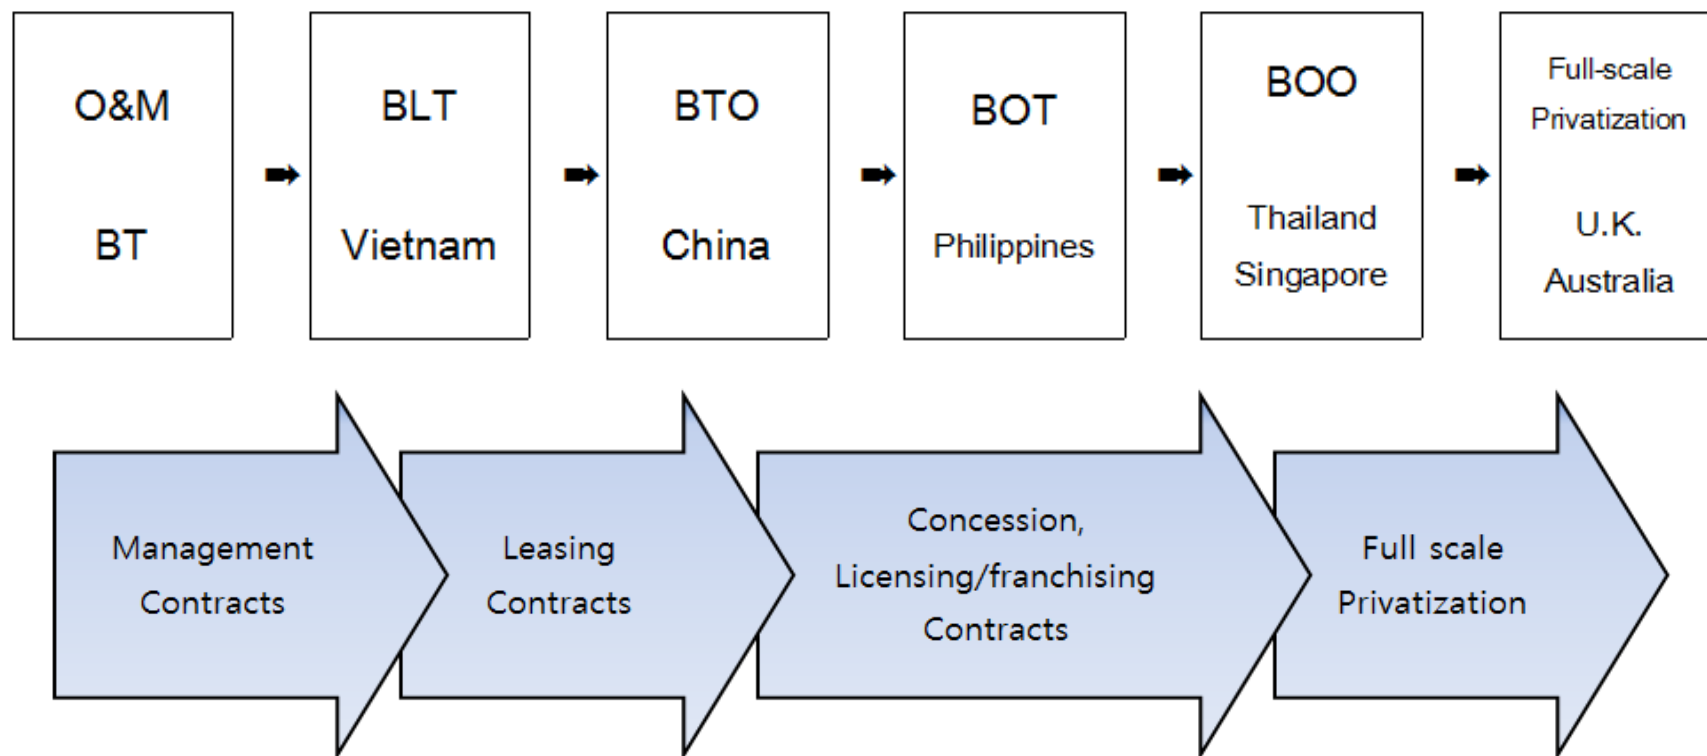 O&M
BT
BLT
Vietnam
BTO
China
BOT
Philippines
BOO
Thailand
Singapore
Full-scale
Privatization
U.K.
Australia
Management
Contracts
Leasing
Contracts
Concession,
Licensing/franchising
Contracts
Full scale
Privatization